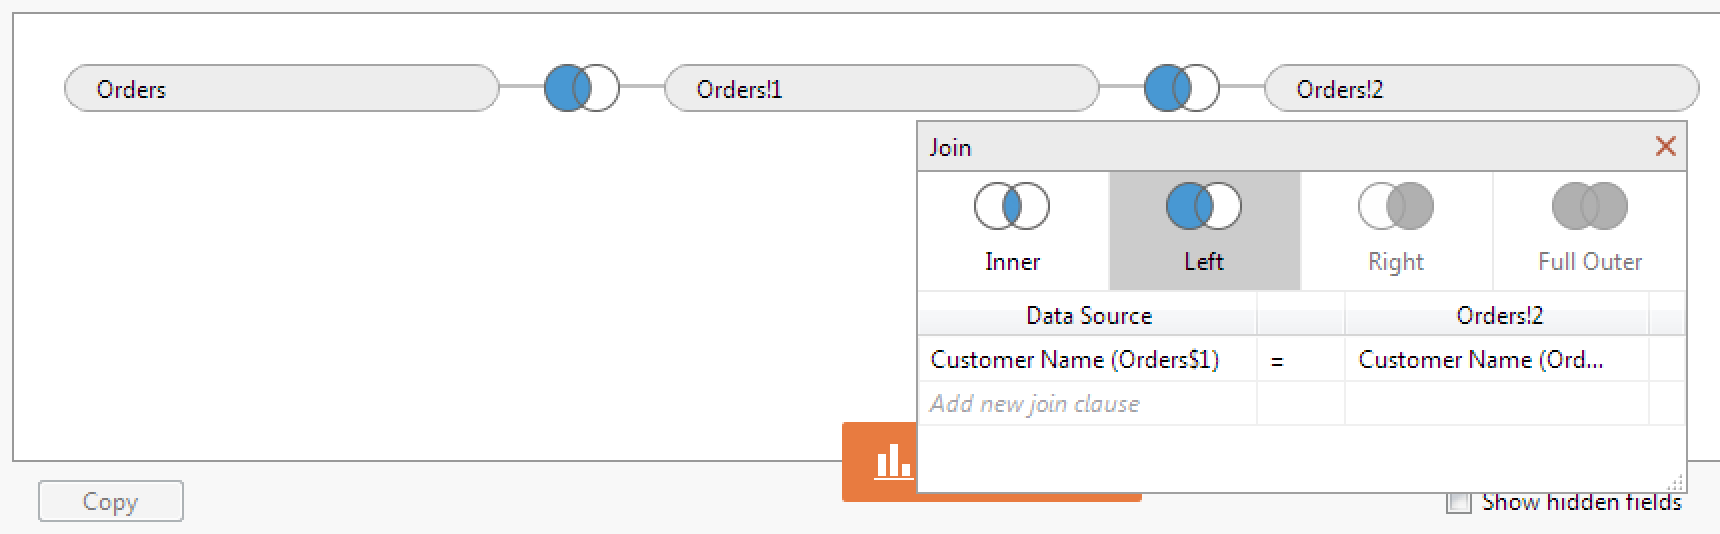 Orders
Orders!1
Orders!2
Join
Inner
Left
Right
Full Outer
Data Source
Orders!2
Customer Name (Orders$1)
=
Customer Name (Ord...
Add new join clause
Copy
Show hidden fields